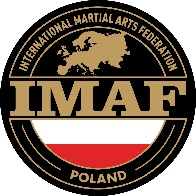 INTERNATIONAL MARTIAL ARTS FEDERATION
IMAF
POLAND